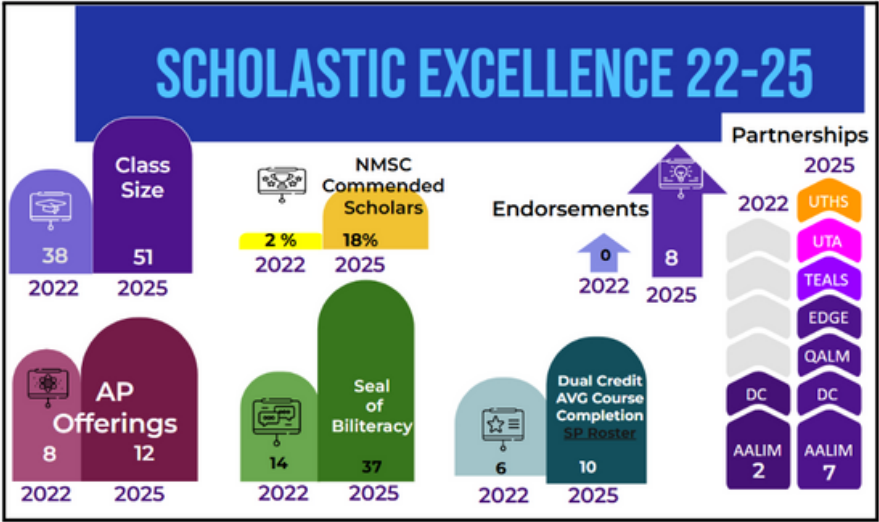 SCHOLASTIC EXCELLENCE 22-25
Class
Size
38
51
2022
2025
NMSC
Commended
Scholars
2 %
18%
2022
2025
Endorsements
0
8
2022
2025
Partnerships
2025
2022
UTHS
UTA
TEALS
EDGE
QALM
DC
DC
AALIM
2
AALIM
7
AP
Offerings
8
12
2022
2025
Seal
of
Biliteracy
14
37
2022
2025
Dual Credit
AVG Course
Completion
SP Roster
6
10
2022
2025